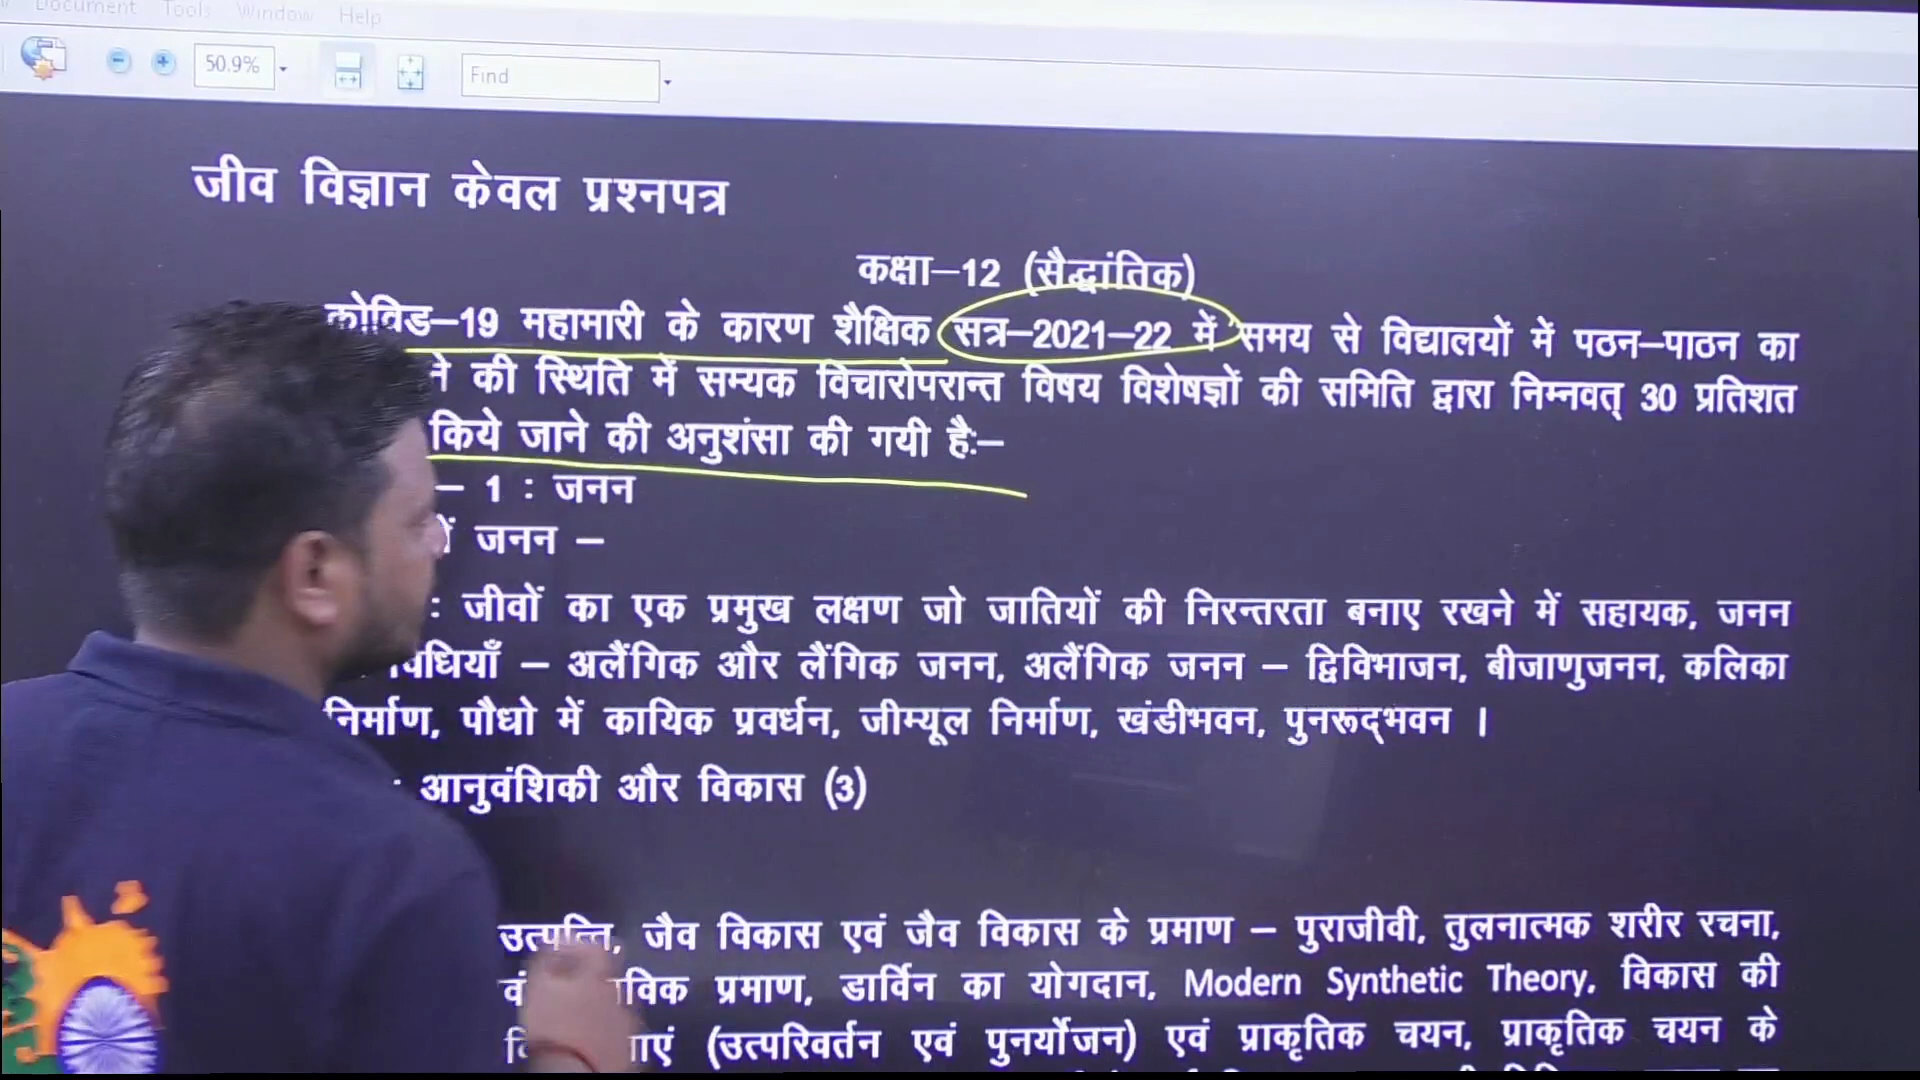 Document Tools Window Help
50.9% Find
जीव विज्ञान केवल प्रश्नपत्र
कक्षा–12 (सैद्धांतिक)
कोविड–19 महामारी के कारण शैक्षिक सत्र–2021–22 में समय से विद्यालयों में पठन–पाठन का
की स्थिति में सम्यक विचारोपरान्त विषय विशेषज्ञों की समिति द्वारा निम्नवत् 30 प्रतिशत
किये जाने की अनुशंसा की गयी है:–
– 1 : जनन
जनन –
: जीवों का एक प्रमुख लक्षण जो जातियों की निरन्तरता बनाए रखने में सहायक, जनन
– अलैंगिक और लैंगिक जनन, अलैंगिक जनन – द्विविभाजन, बीजाणुजनन, कलिका
निर्माण, पौधो में कायिक प्रवर्धन, जीम्यूल निर्माण, खंडीभवन, पुनरूद्भवन ।
: आनुवंशिकी और विकास (3)
उत्पत्ति, जैव विकास एवं जैव विकास के प्रमाण – पुराजीवी, तुलनात्मक शरीर रचना,
प्रमाण, डार्विन का योगदान, Modern Synthetic Theory, विकास की
(उत्परिवर्तन एवं पुनर्योजन) एवं प्राकृतिक चयन, प्राकृतिक चयन के